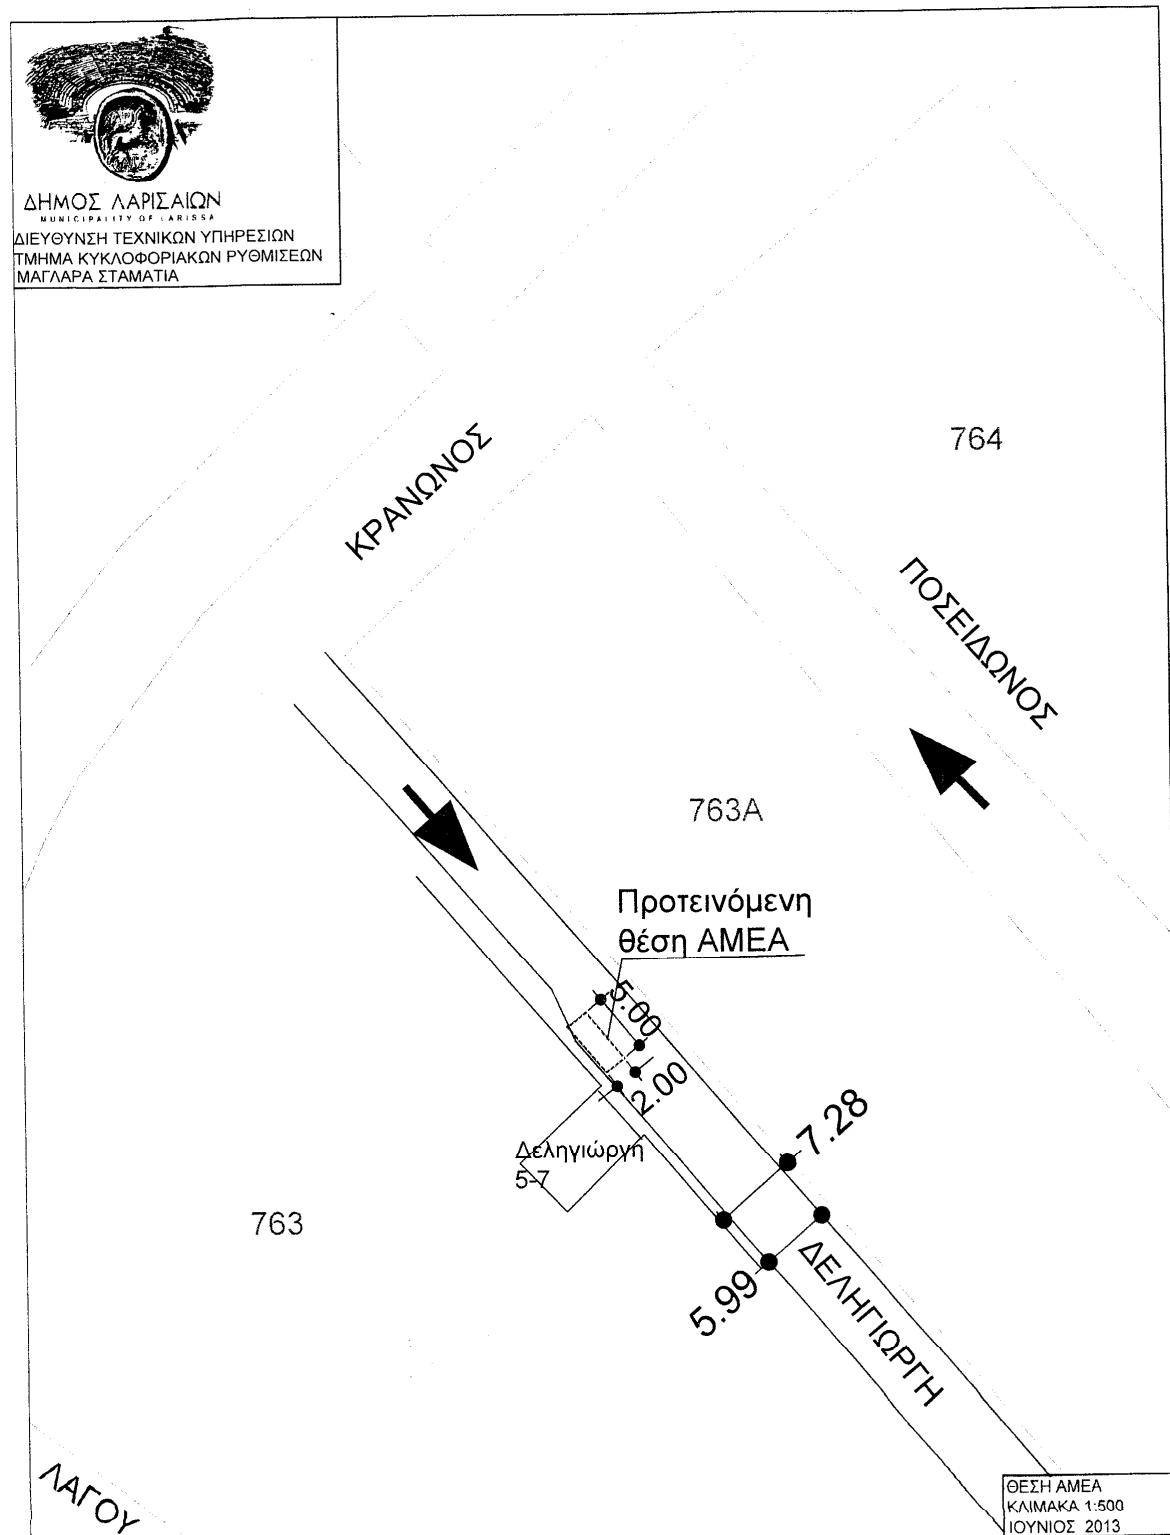 ΔΗΜΟΣ ΛΑΡΙΣΑΙΩΝ
MUNICIPALITY OF LARISSA
ΔΙΕΥΘΥΝΣΗ ΤΕΧΝΙΚΩΝ ΥΠΗΡΕΣΙΩΝ
ΤΜΗΜΑ ΚΥΚΛΟΦΟΡΙΑΚΩΝ ΡΥΘΜΙΣΕΩΝ
ΜΑΓΛΑΡΑ ΣΤΑΜΑΤΙΑ
764
ΚΡΑΝΩΝΟΣ
ΠΟΣΕΙΔΩΝΟΣ
763Α
Προτεινόμενη
θέση ΑΜΕΑ
5.00
2.00
7.28
Δεληγιώργη
5-7
763
5.99
ΔΕΛΗΓΙΩΡΓΗ
ΛΑΓΟΥ
ΘΕΣΗ ΑΜΕΑ
ΚΛΙΜΑΚΑ 1:500
ΙΟΥΝΙΟΣ 2013